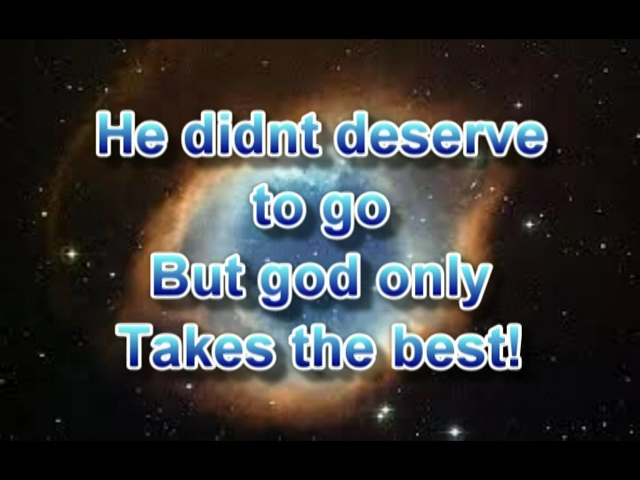 He didnt deserve
to go
But god only
Takes the best!